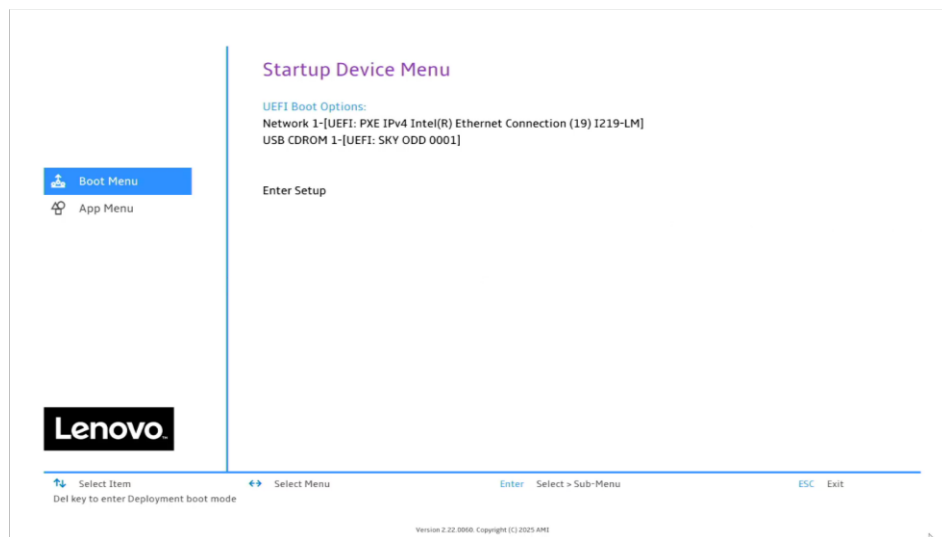 Startup Device Menu
UEFI Boot Options:
Network 1-[UEFI: PXE IPv4 Intel(R) Ethernet Connection (19) I219-LM]
USB CDROM 1-[UEFI: SKY ODD 0001]
Boot Menu
Enter Setup
App Menu
Lenovo
Select Item
Select Menu
Enter Select > Sub-Menu
ESC Exit
Del key to enter Deployment boot mode
Version 2.22.0060. Copyright (C) 2025 AMI